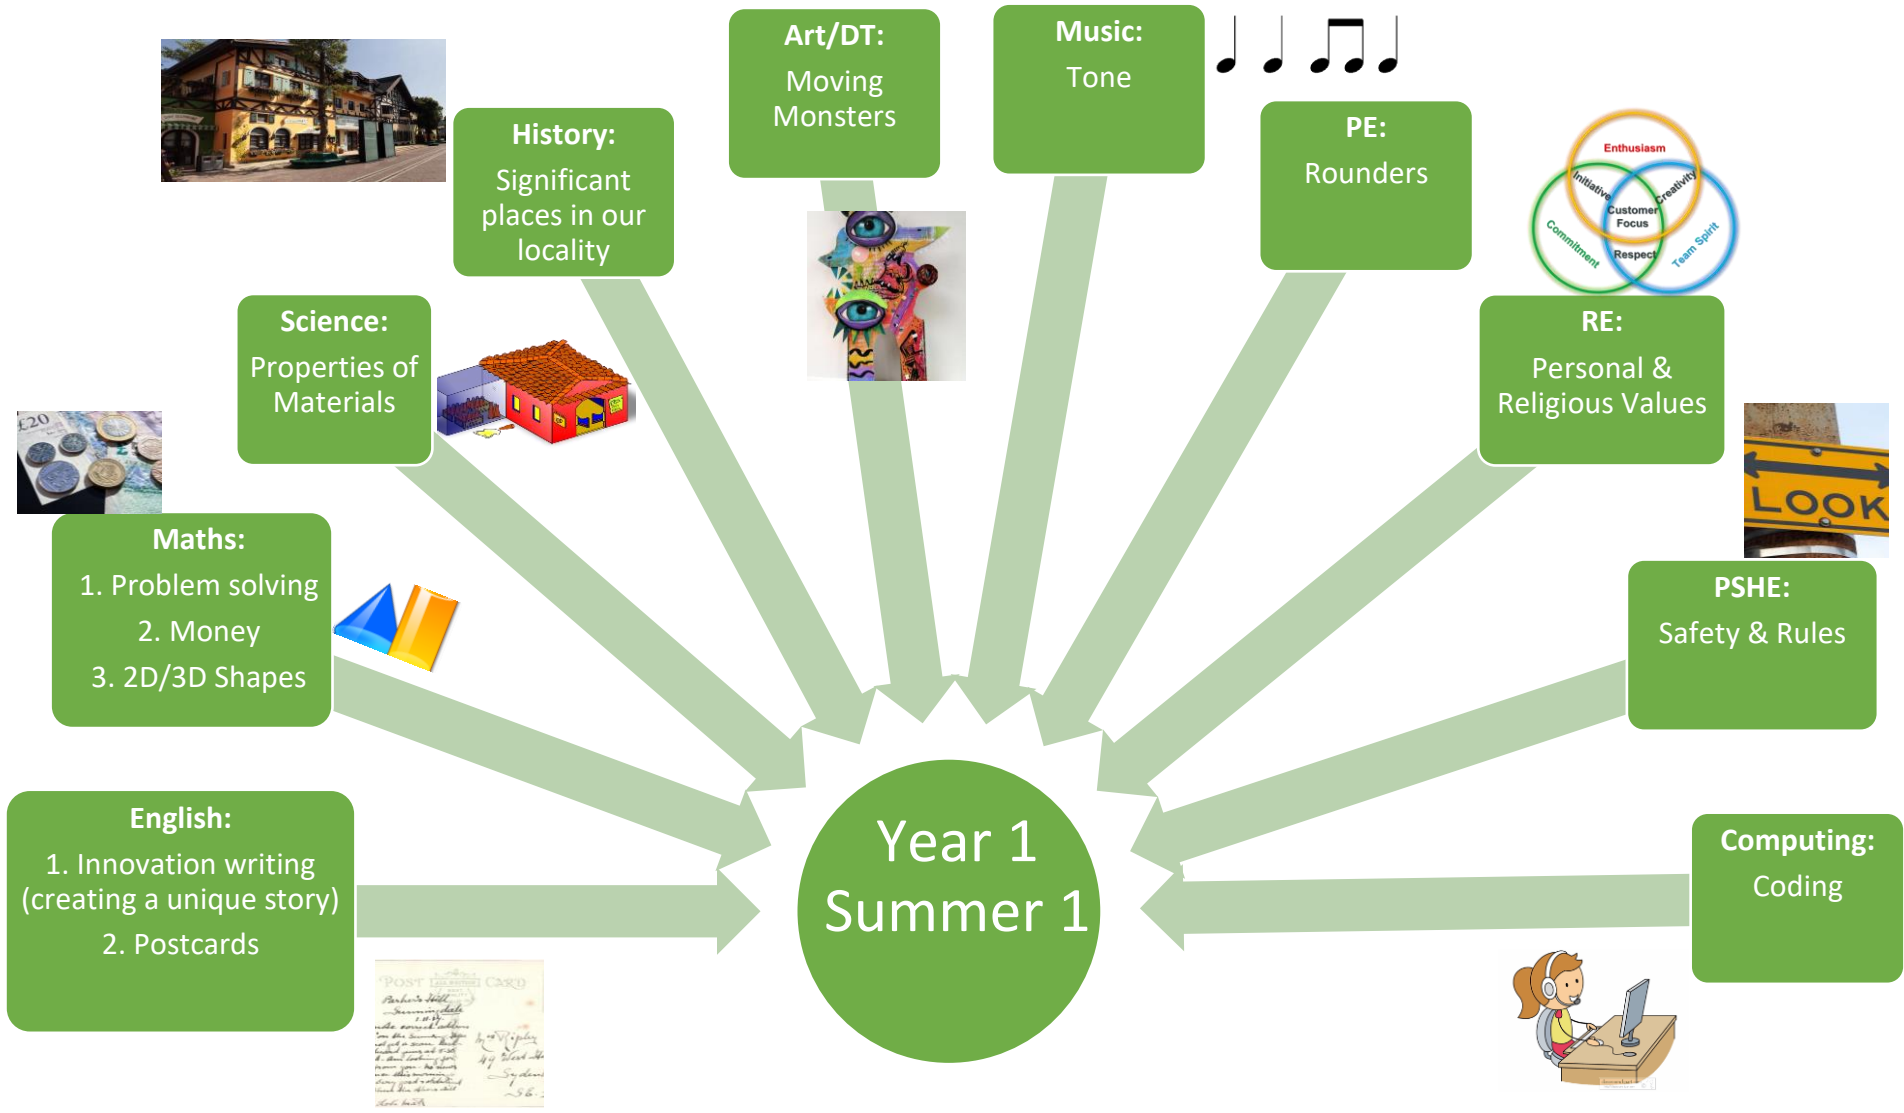 Art/DT:
Moving
Monsters
Music:
Tone
History:
Significant
places in our
locality
PE:
Rounders
Enthusiasm
Initiative
Creativity
Customer
Focus
Commitment
Respect
Team Spirit
Science:
Properties of
Materials
RE:
Personal &
Religious Values
£20
LOOK
Maths:
1. Problem solving
2. Money
3. 2D/3D Shapes
PSHE:
Safety & Rules
English:
1. Innovation writing
(creating a unique story)
2. Postcards
Year 1
Summer 1
Computing:
Coding
POST CARD